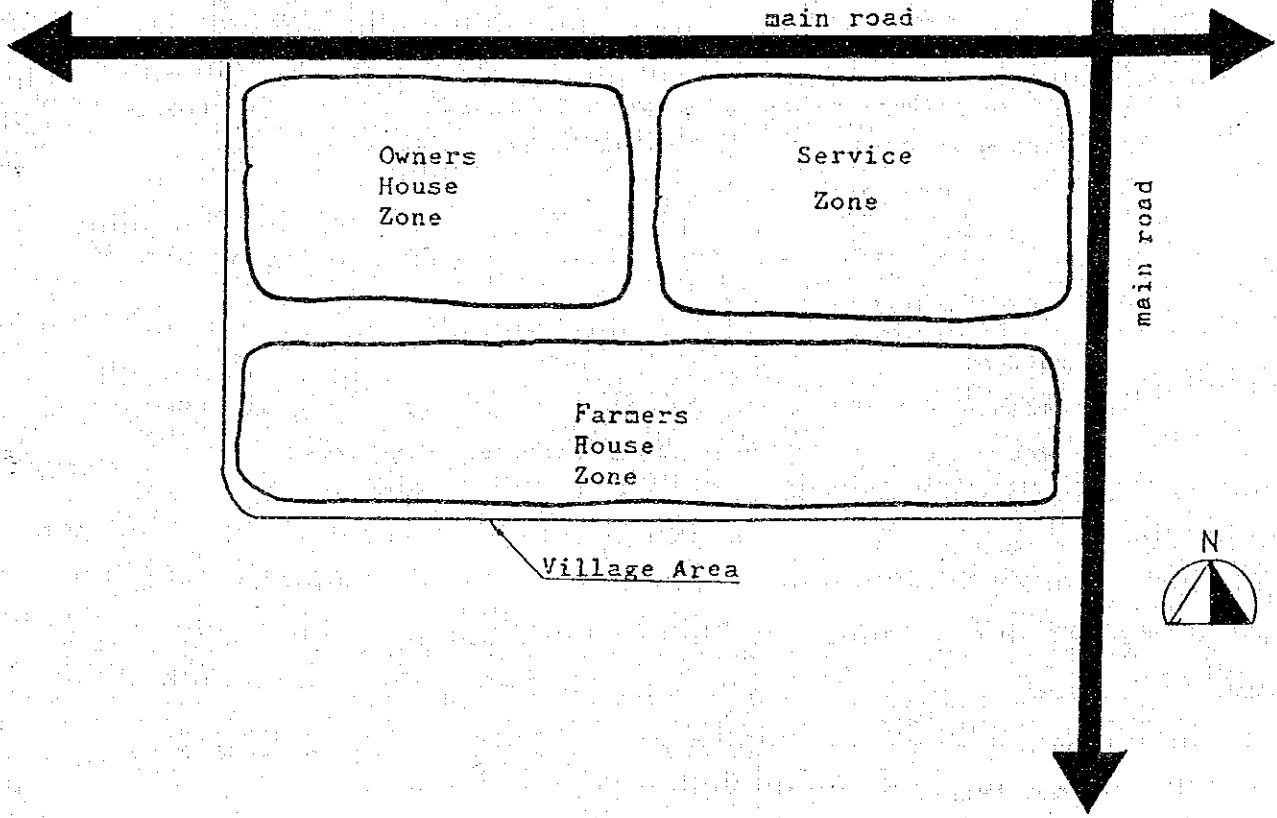 main road
Owners
House
Zone
Service
Zone
main road
Farmers
House
Zone
Village Area
N